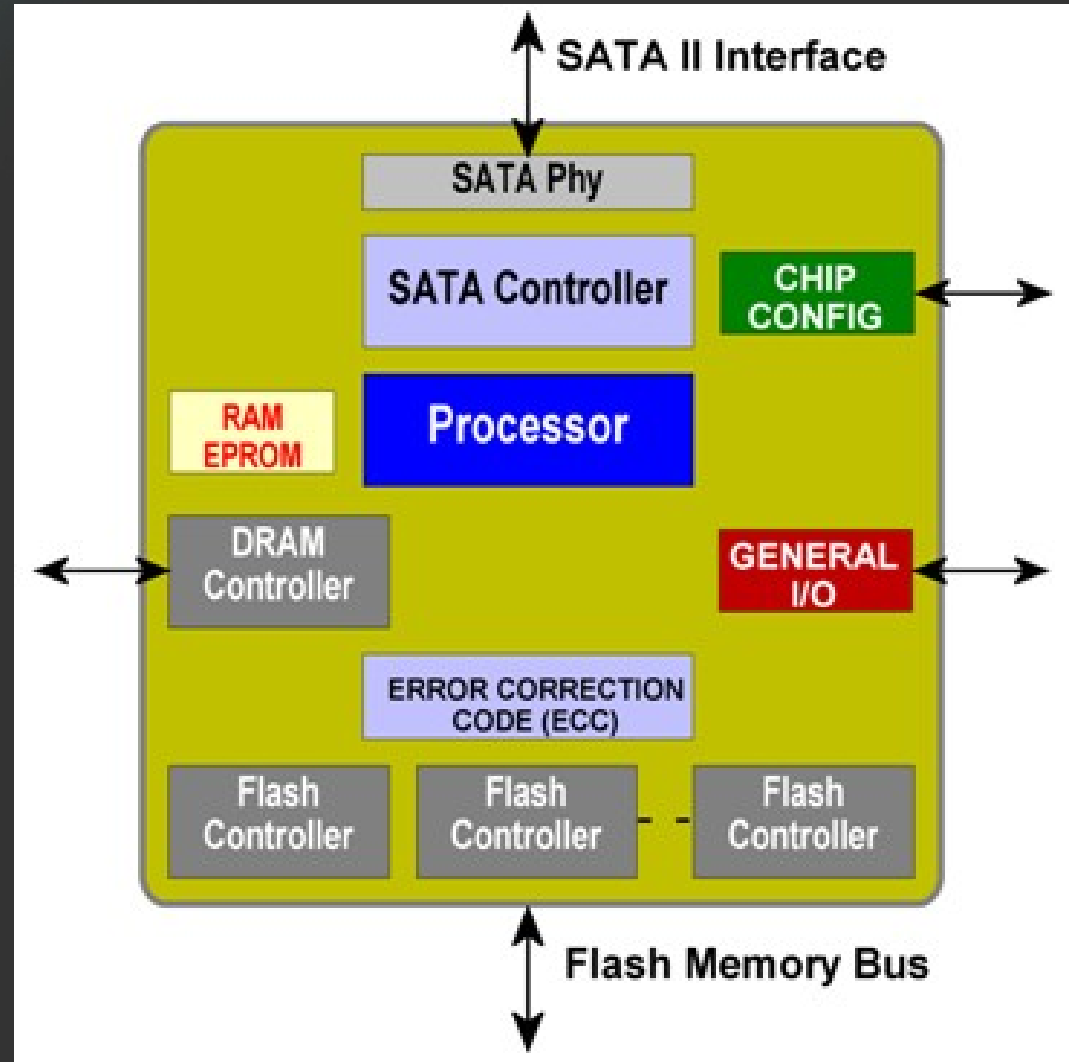 SATA II Interface
SATA Phy
SATA Controller
CHIP
CONFIG
Processor
RAM
EPROM
DRAM
Controller
GENERAL
I/O
ERROR CORRECTION
CODE (ECC)
Flash
Controller
Flash
Controller
Flash
Controller
Flash Memory Bus